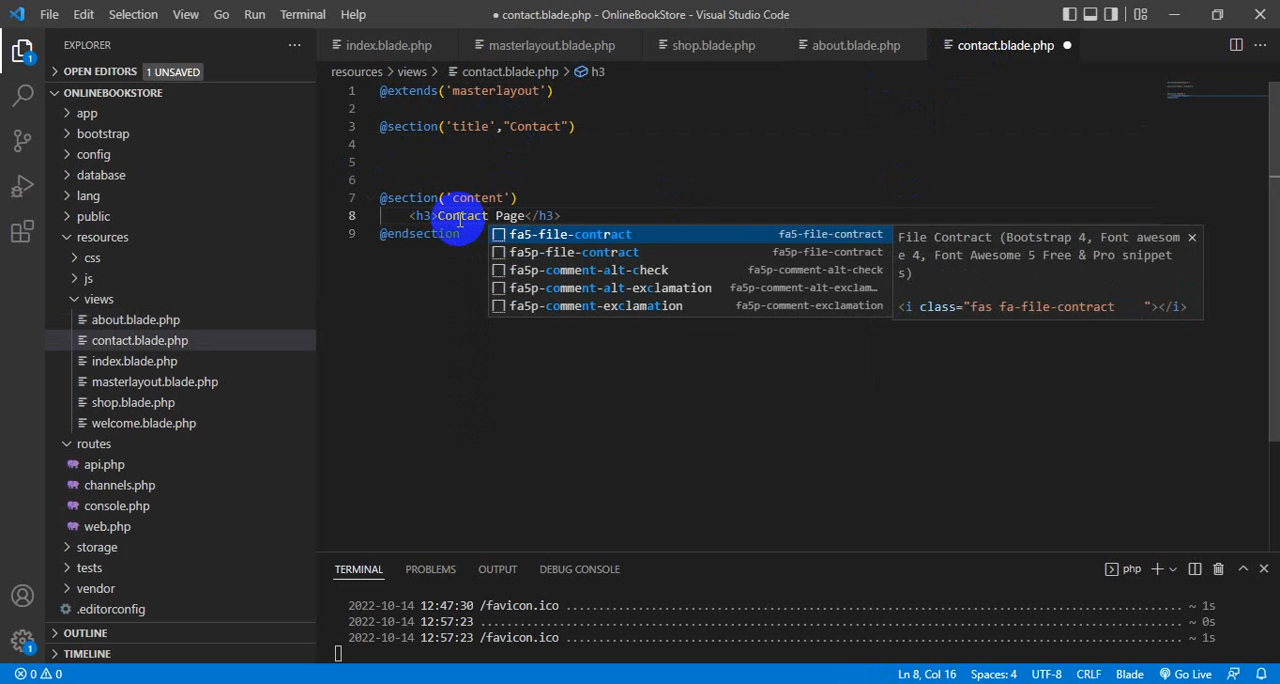 File Edit Selection View Go Run Terminal Help ● contact.blade.php - OnlineBookStore - Visual Studio Code
EXPLORER ...
index.blade.php masterlayout.blade.php shop.blade.php about.blade.php contact.blade.php ●
OPEN EDITORS 1 UNSAVED
resources > views > contact.blade.php > h3
ONLINEBOOKSTORE
app
bootstrap
config
database
lang
public
resources
css
js
views
about.blade.php
contact.blade.php
index.blade.php
masterlayout.blade.php
shop.blade.php
welcome.blade.php
routes
api.php
channels.php
console.php
web.php
storage
tests
vendor
.editorconfig
OUTLINE
TIMELINE
1 @extends('masterlayout')
2
3 @section('title',"Contact")
4
5
6
7 @section('content')
8 <h3>Contact Page</h3>
9 @endsection
fa5-file-contract fa5-file-contract
fa5p-file-contract fa5p-file-contract
fa5p-comment-alt-check fa5p-comment-alt-check
fa5p-comment-alt-exclamation fa5p-comment-alt-exclam…
fa5p-comment-exclamation fa5p-comment-exclamation
File Contract (Bootstrap 4, Font awesom
e 4, Font Awesome 5 Free & Pro snippet
s)
<i class="fas fa-file-contract "></i>
TERMINAL PROBLEMS OUTPUT DEBUG CONSOLE php
2022-10-14 12:47:30 /favicon.ico ........................................ ~ 1s
2022-10-14 12:57:23 ........................................ ~ 0s
2022-10-14 12:57:23 /favicon.ico ........................................ ~ 1s
0 0 Ln 8, Col 16 Spaces: 4 UTF-8 CRLF Blade Go Live